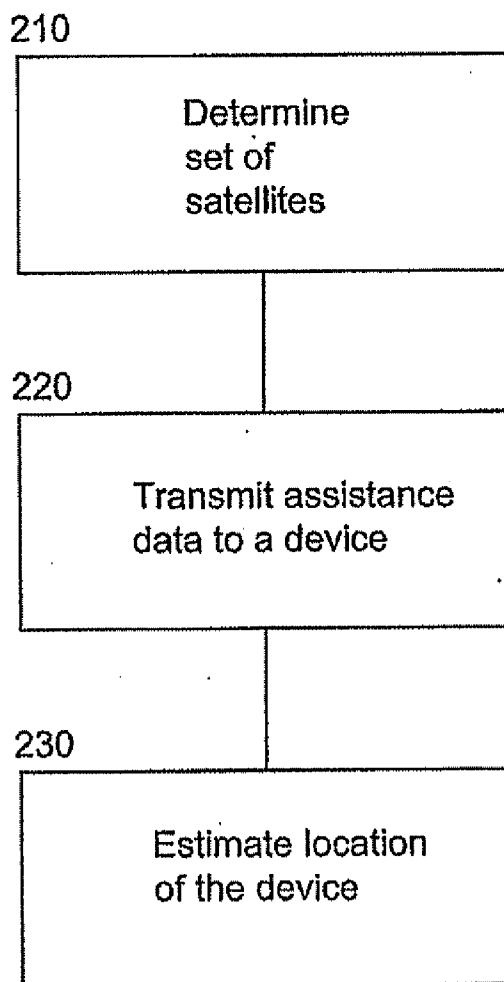 210
Determine
set of
satellites
220
Transmit assistance
data to a device
230
Estimate location
of the device